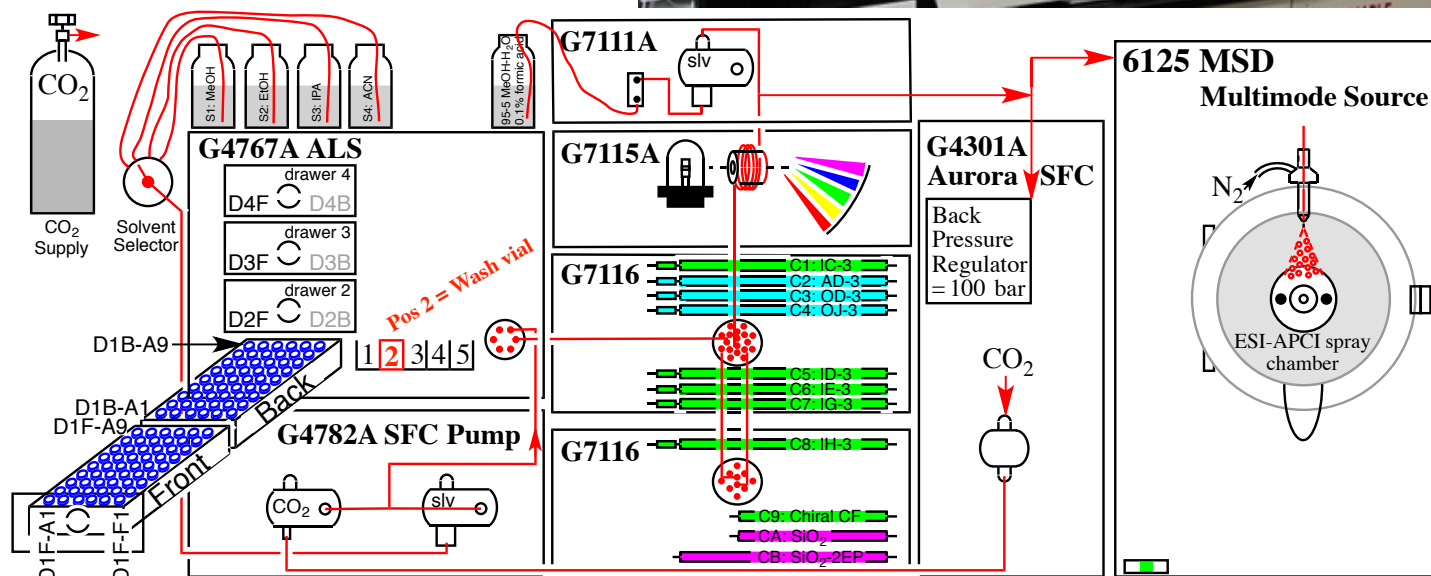 CO2
CO2
Supply
Solvent
Selector
S1: MeOH
S2: EtOH
S3: IPA
S4: ACN
95-5 MeOH-H2O
0.1% formic acid
G4767A ALS
drawer 4
D4F D4B
drawer 3
D3F D3B
drawer 2
D2F D2B
Pos 2 = Wash vial
1 2 3 4 5
D1B-A9
D1B-A1
D1F-A9
Back
Front
D1F-A1
D1F-F1
G4782A SFC Pump
CO2
slv
G7111A
slv
G7115A
G7116
C1: IC-3
C2: AD-3
C3: OD-3
C4: OJ-3
C5: ID-3
C6: IE-3
C7: IG-3
G7116
C8: IH-3
C9: Chiral CF
CA: SiO2
CB: SiO2-2EP
G4301A
Aurora SFC
Back
Pressure
Regulator
= 100 bar
CO2
6125 MSD
Multimode Source
N2
ESI-APCI spray
chamber